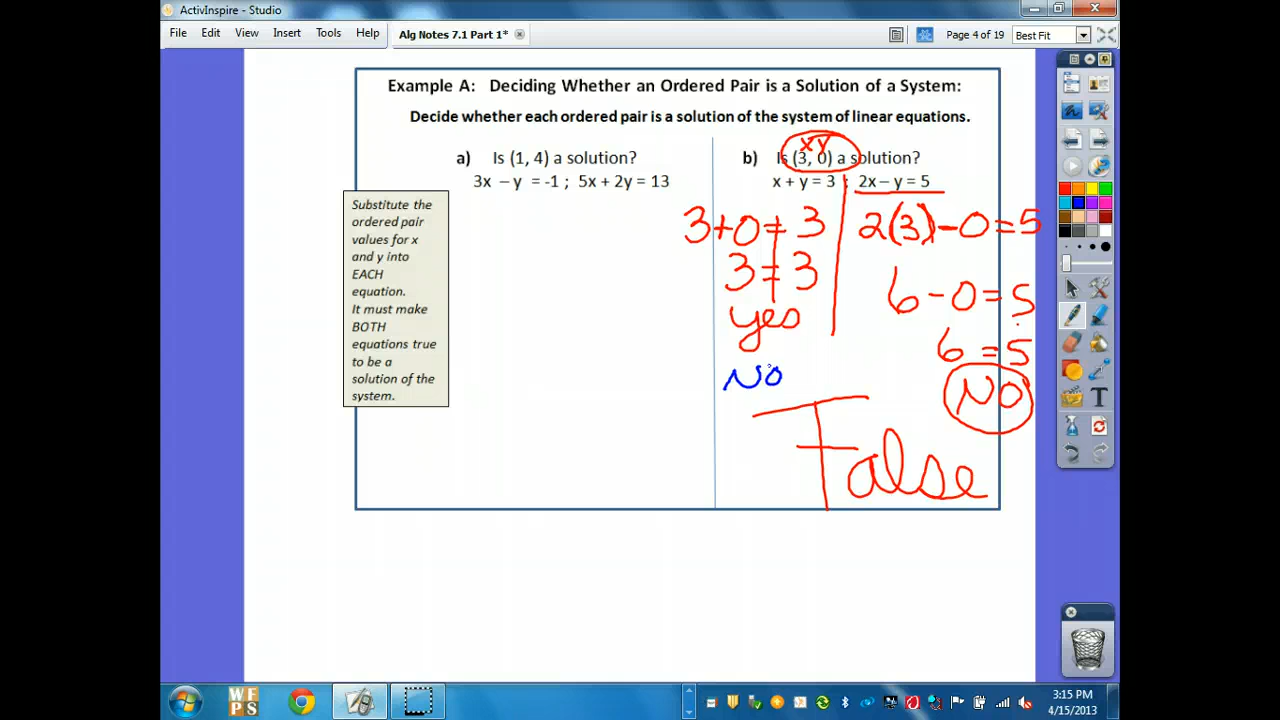 ActivInspire - Studio
File Edit View Insert Tools Help
Alg Notes 7.1 Part 1*
Page 4 of 19
Best Fit
Example A: Deciding Whether an Ordered Pair is a Solution of a System:
Decide whether each ordered pair is a solution of the system of linear equations.
a) Is (1, 4) a solution?
3x – y = -1 ; 5x + 2y = 13
Substitute the
ordered pair
values for x
and y into
EACH
equation.
It must make
BOTH
equations true
to be a
solution of the
system.
x y
b) Is (3, 0) a solution?
x + y = 3 ; 2x – y = 5
3+0=3
3=3
yes
NO
2(3)-0=5
6-0=5
6=5
NO
False
T
WF
PS
3:15 PM
4/15/2013